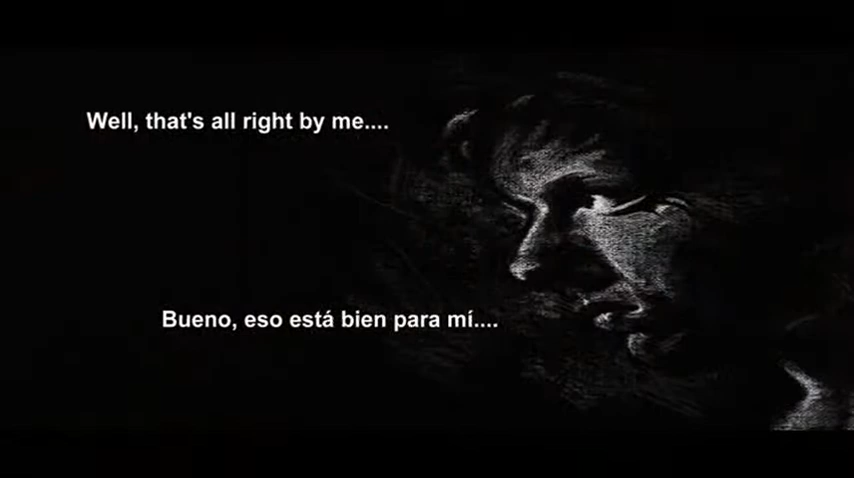 Well, that's all right by me....
Bueno, eso está bien para mí....